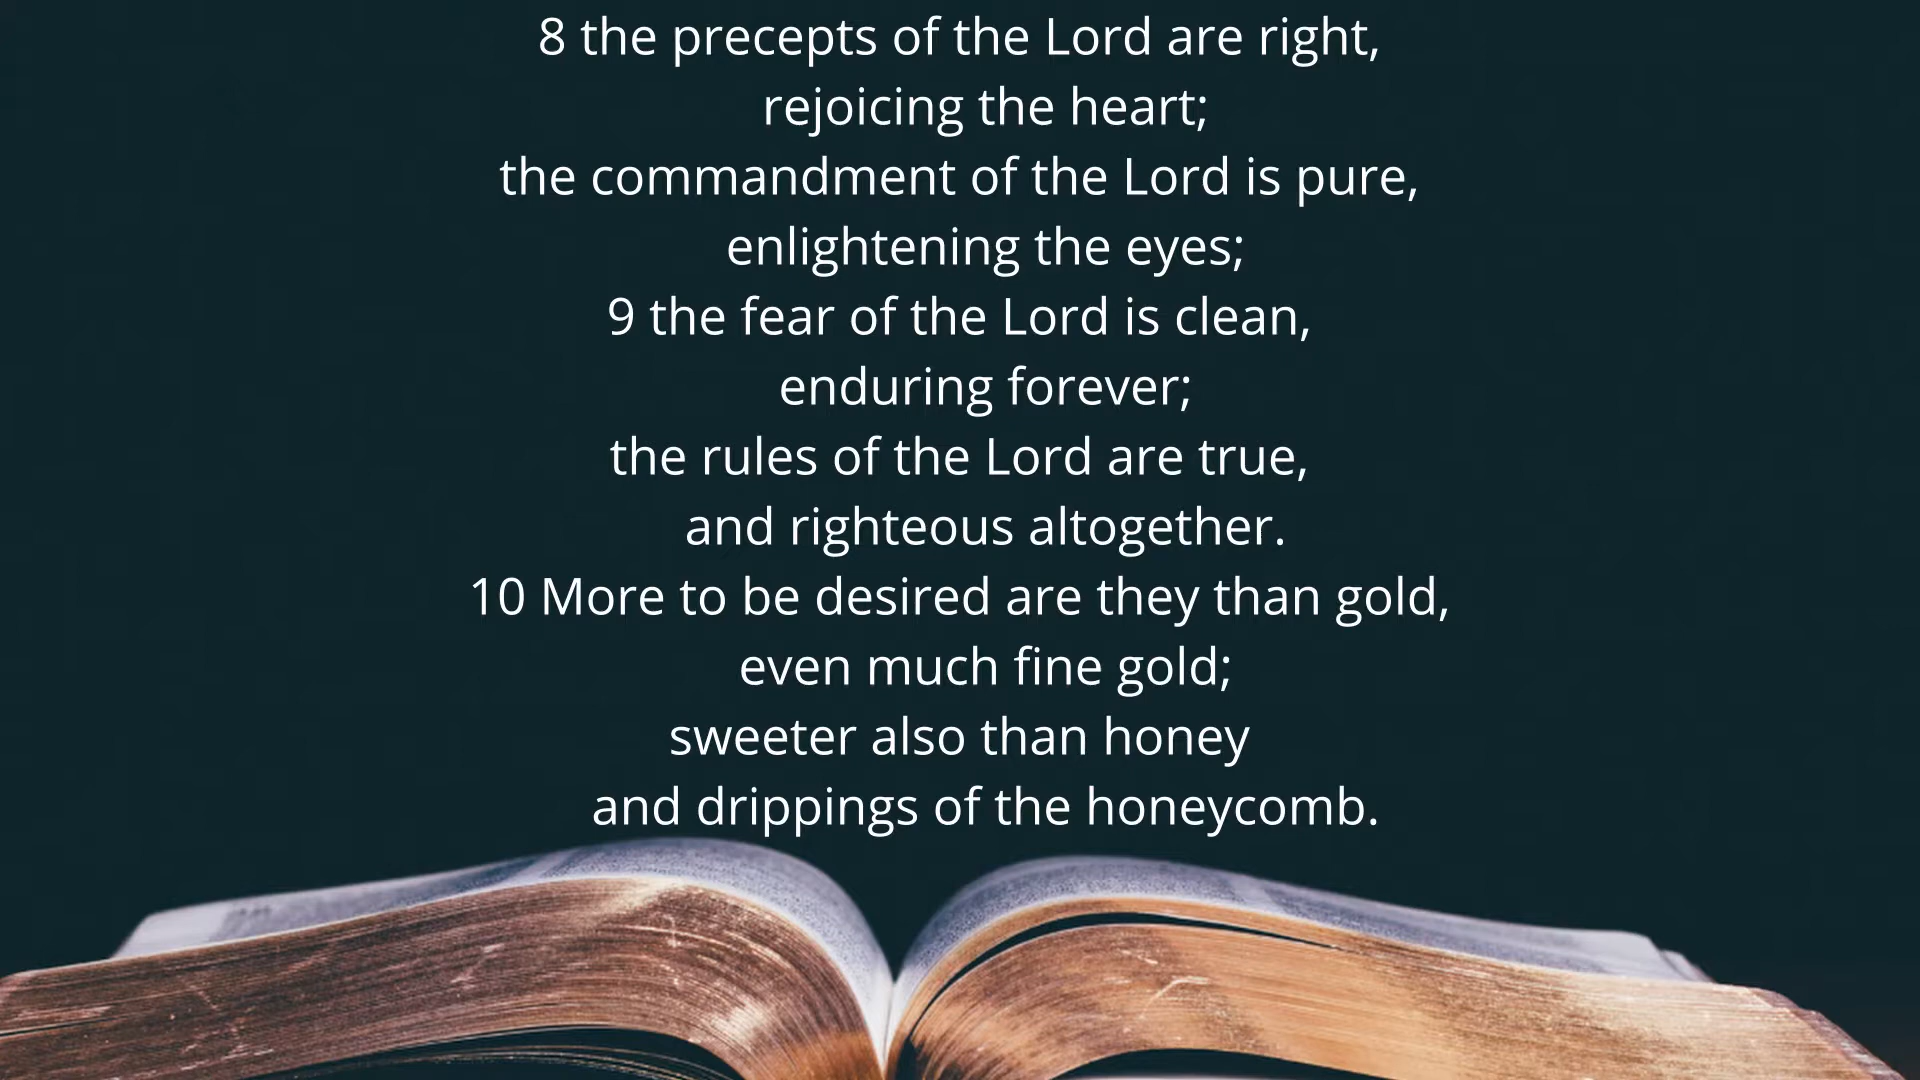 8 the precepts of the Lord are right,
rejoicing the heart;
the commandment of the Lord is pure,
enlightening the eyes;
9 the fear of the Lord is clean,
enduring forever;
the rules of the Lord are true,
and righteous altogether.
10 More to be desired are they than gold,
even much fine gold;
sweeter also than honey
and drippings of the honeycomb.